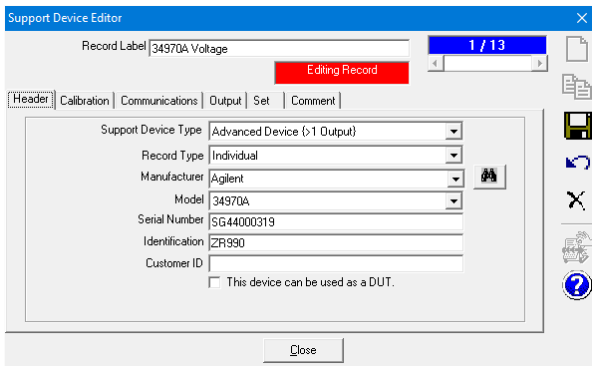 Support Device Editor
Record Label 34970A Voltage
1 / 13
Editing Record
Header Calibration Communications Output Set Comment
Support Device Type Advanced Device (>1 Output)
Record Type Individual
Manufacturer Agilent
Model 34970A
Serial Number SG44000319
Identification ZR990
Customer ID
This device can be used as a DUT.
Close